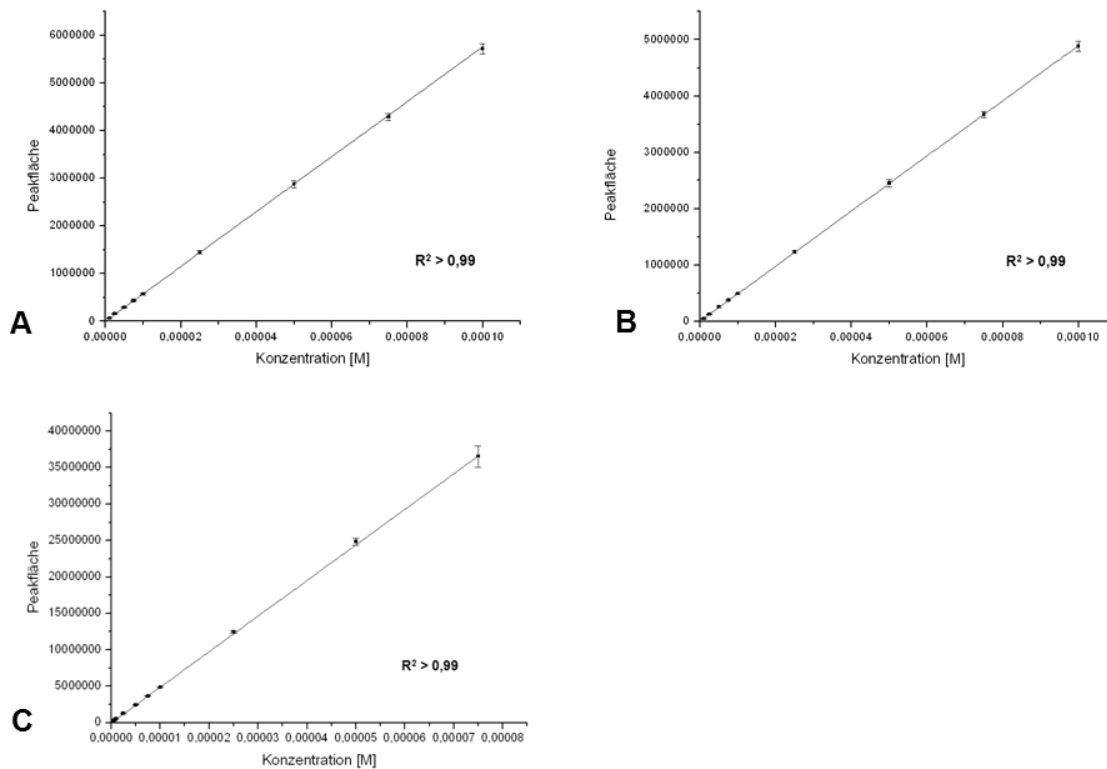 6000000
5000000
4000000
3000000
2000000
1000000
0
Peakfläche
R² > 0,99
0,00000 0,00002 0,00004 0,00006 0,00008 0,00010
Konzentration [M]
A
5000000
4000000
3000000
2000000
1000000
0
Peakfläche
R² > 0,99
0,00000 0,00002 0,00004 0,00006 0,00008 0,00010
Konzentration [M]
B
40000000
35000000
30000000
25000000
20000000
15000000
10000000
5000000
0
Peakfläche
R² > 0,99
0,00000 0,00001 0,00002 0,00003 0,00004 0,00005 0,00006 0,00007 0,00008
Konzentration [M]
C